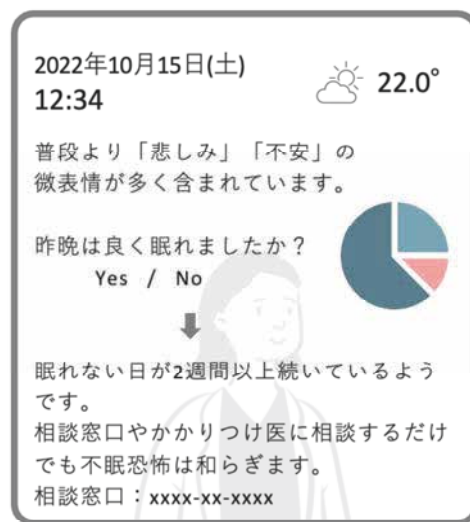 2022年10月15日(土)
12:34
22.0°
普段より「悲しみ」「不安」の
微表情が多く含まれています。
昨晩は良く眠れましたか？
Yes / No
眠れない日が2週間以上続いているよう
です。
相談窓口やかかりつけ医に相談するだけ
でも不眠恐怖は和らぎます。
相談窓口：xxxx-xx-xxxx